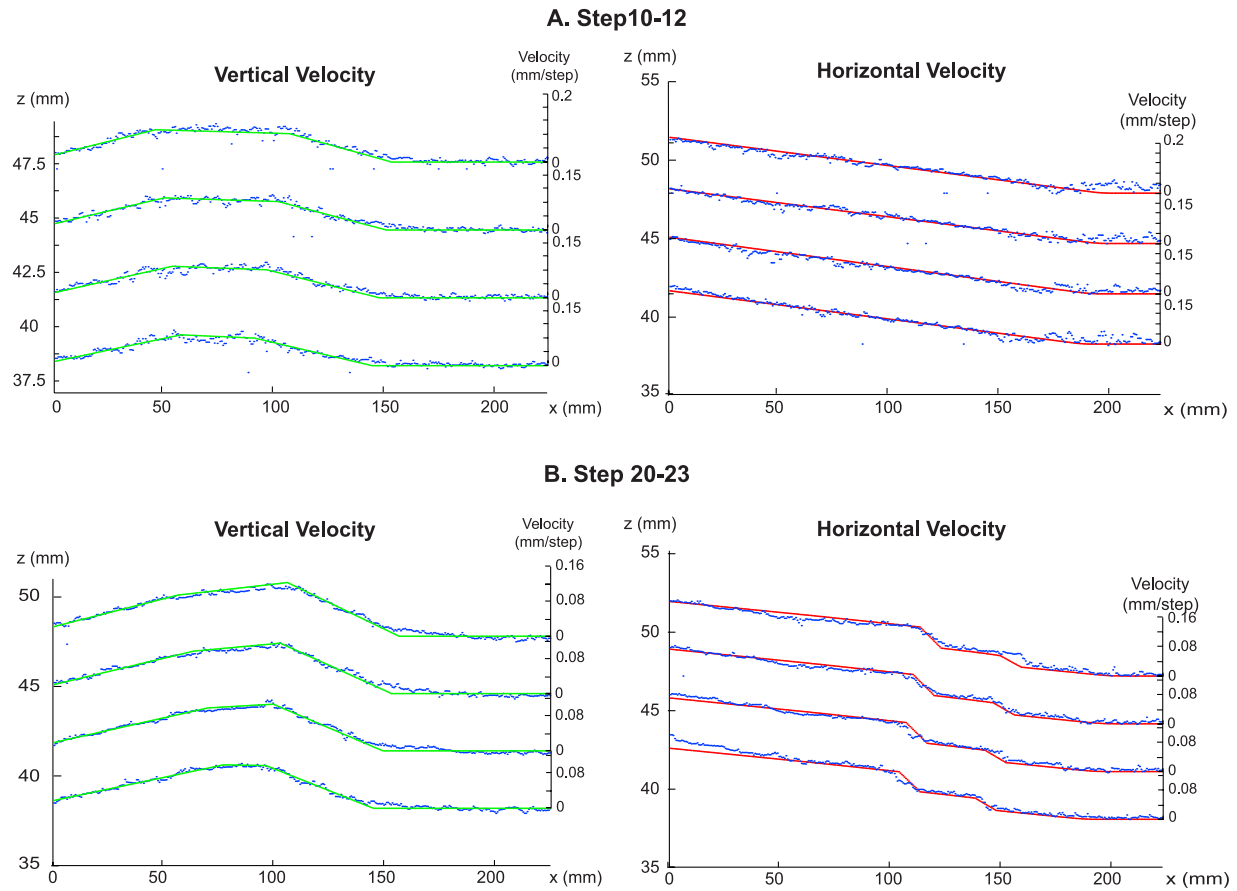 A. Step10-12
Vertical Velocity
Velocity
(mm/step)
z (mm)
47.5
45
42.5
40
37.5
0.2
0
0.15
0
0.15
0
0.15
0
0 50 100 150 200 x (mm)
Horizontal Velocity
z (mm)
Velocity
(mm/step)
55
50
45
40
35
0.2
0
0.15
0
0.15
0
0.15
0
0 50 100 150 200 x (mm)
B. Step 20-23
Vertical Velocity
Velocity
(mm/step)
z (mm)
50
45
40
35
0.16
0.08
0
0.08
0
0.08
0
0.08
0
0 50 100 150 200 x (mm)
Horizontal Velocity
z (mm)
Velocity
(mm/step)
55
50
45
40
35
0.16
0.08
0
0.08
0
0.08
0
0.08
0
0 50 100 150 200 x (mm)